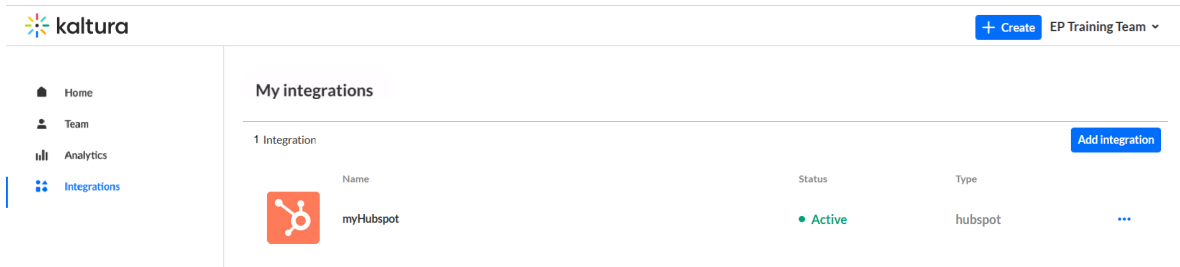 kaltura
+ Create EP Training Team
Home
Team
Analytics
Integrations
My integrations
1 Integration Add integration
Name Status Type
myHubspot Active hubspot